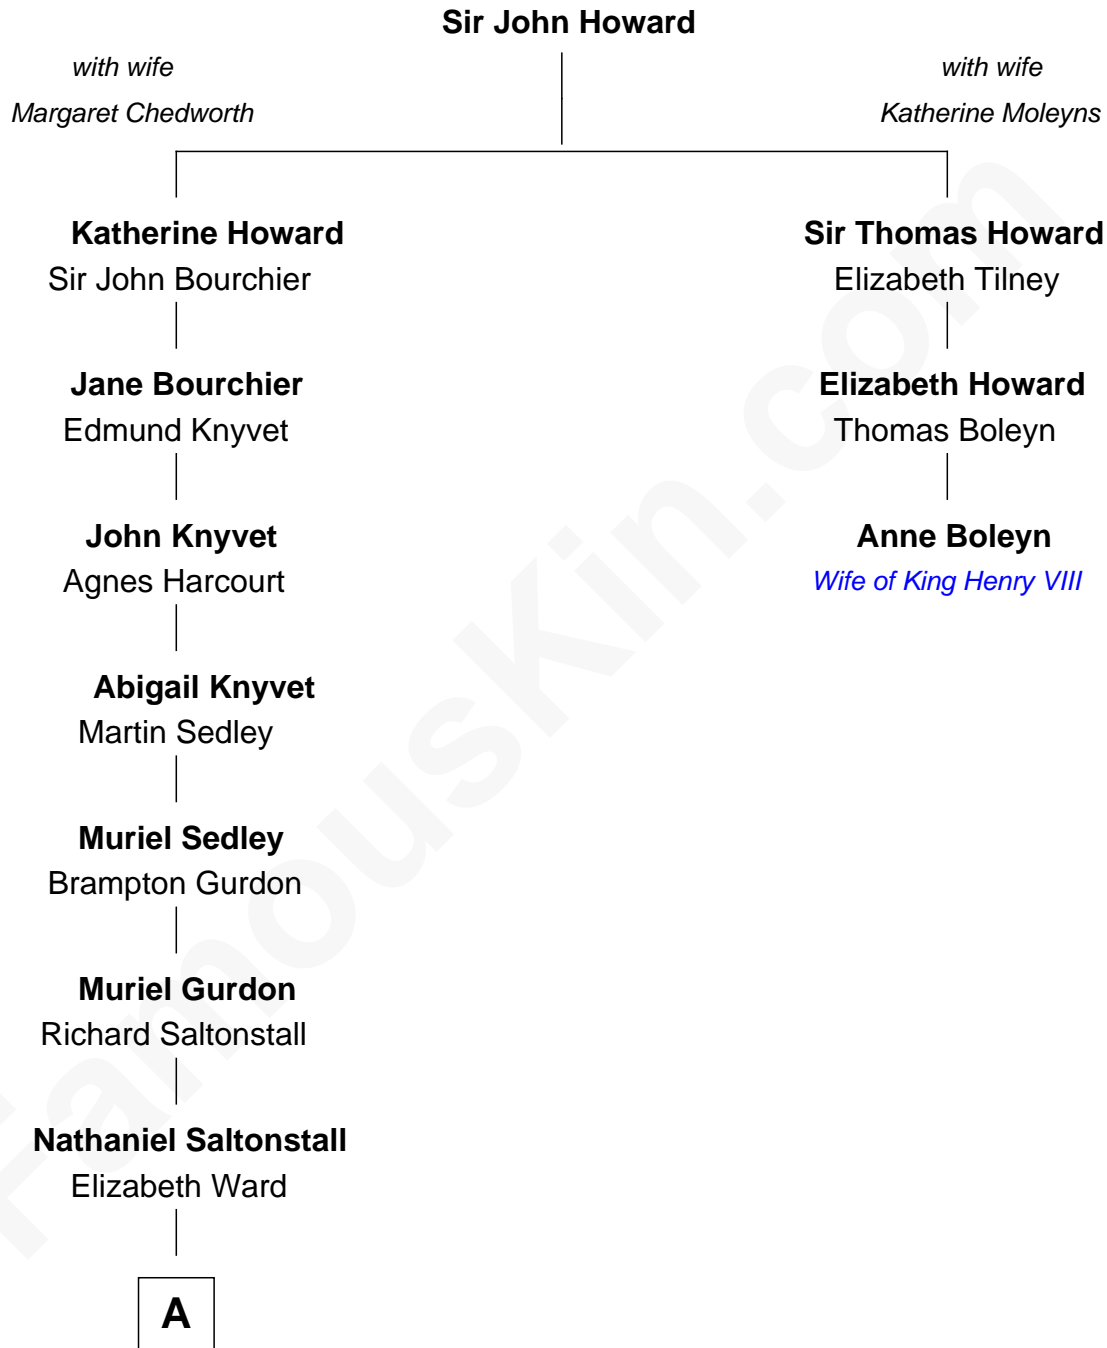 Sir John Howard
with wife
Margaret Chedworth
with wife
Katherine Moleyns
Katherine Howard
Sir John Bourchier
Sir Thomas Howard
Elizabeth Tilney
Jane Bourchier
Edmund Knyvet
Elizabeth Howard
Thomas Boleyn
John Knyvet
Agnes Harcourt
Anne Boleyn
Wife of King Henry VIII
Abigail Knyvet
Martin Sedley
Muriel Sedley
Brampton Gurdon
Muriel Gurdon
Richard Saltonstall
Nathaniel Saltonstall
Elizabeth Ward
A
FamousKin.com